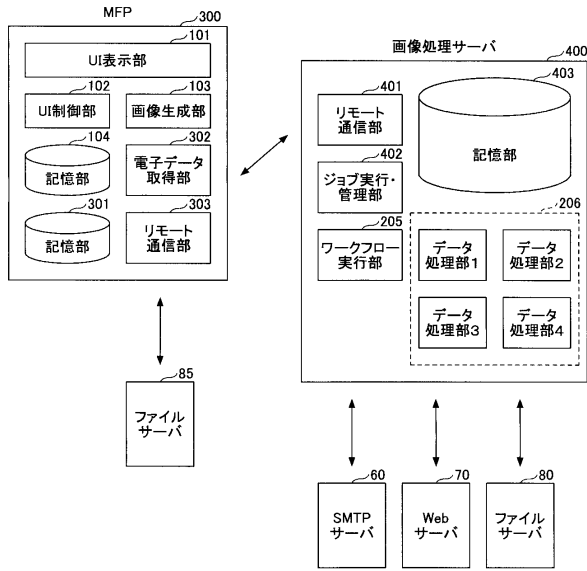 MFP
300
101
UI表示部
102
UI制御部
103
画像生成部
104
記憶部
302
電子データ
取得部
301
記憶部
303
リモート
通信部
85
ファイル
サーバ
画像処理サーバ
400
401
リモート
通信部
403
記憶部
402
ジョブ実行・
管理部
205
ワークフロー
実行部
206
データ
処理部1
データ
処理部2
データ
処理部3
データ
処理部4
60
SMTP
サーバ
70
Web
サーバ
80
ファイル
サーバ